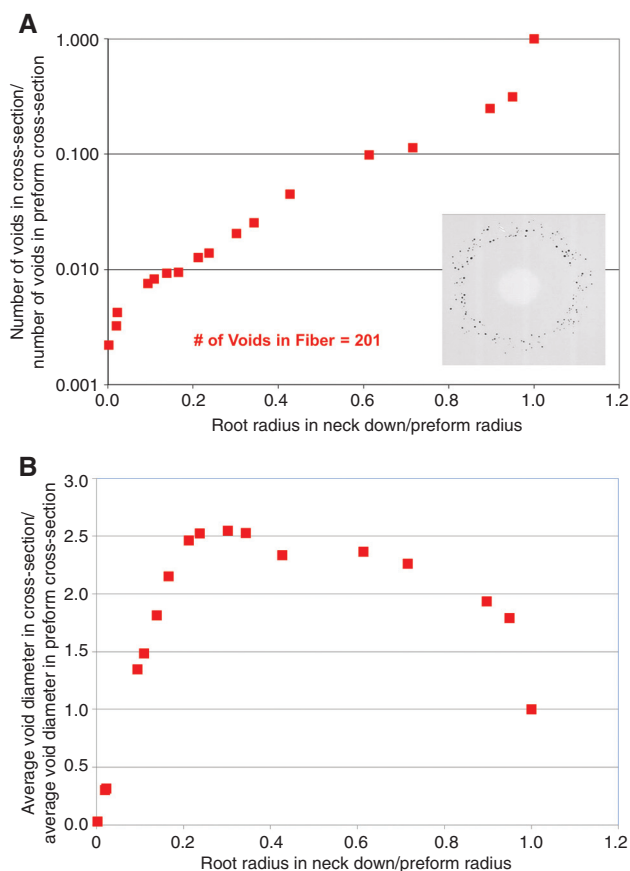 A
Number of voids in cross-section/
number of voids in preform cross-section
1.000
0.100
0.010
0.001
# of Voids in Fiber = 201
0.0 0.2 0.4 0.6 0.8 1.0 1.2
Root radius in neck down/preform radius
B
Average void diameter in cross-section/
average void diameter in preform cross-section
3.0
2.5
2.0
1.5
1.0
0.5
0.0
0.0 0.2 0.4 0.6 0.8 1.0 1.2
Root radius in neck down/preform radius